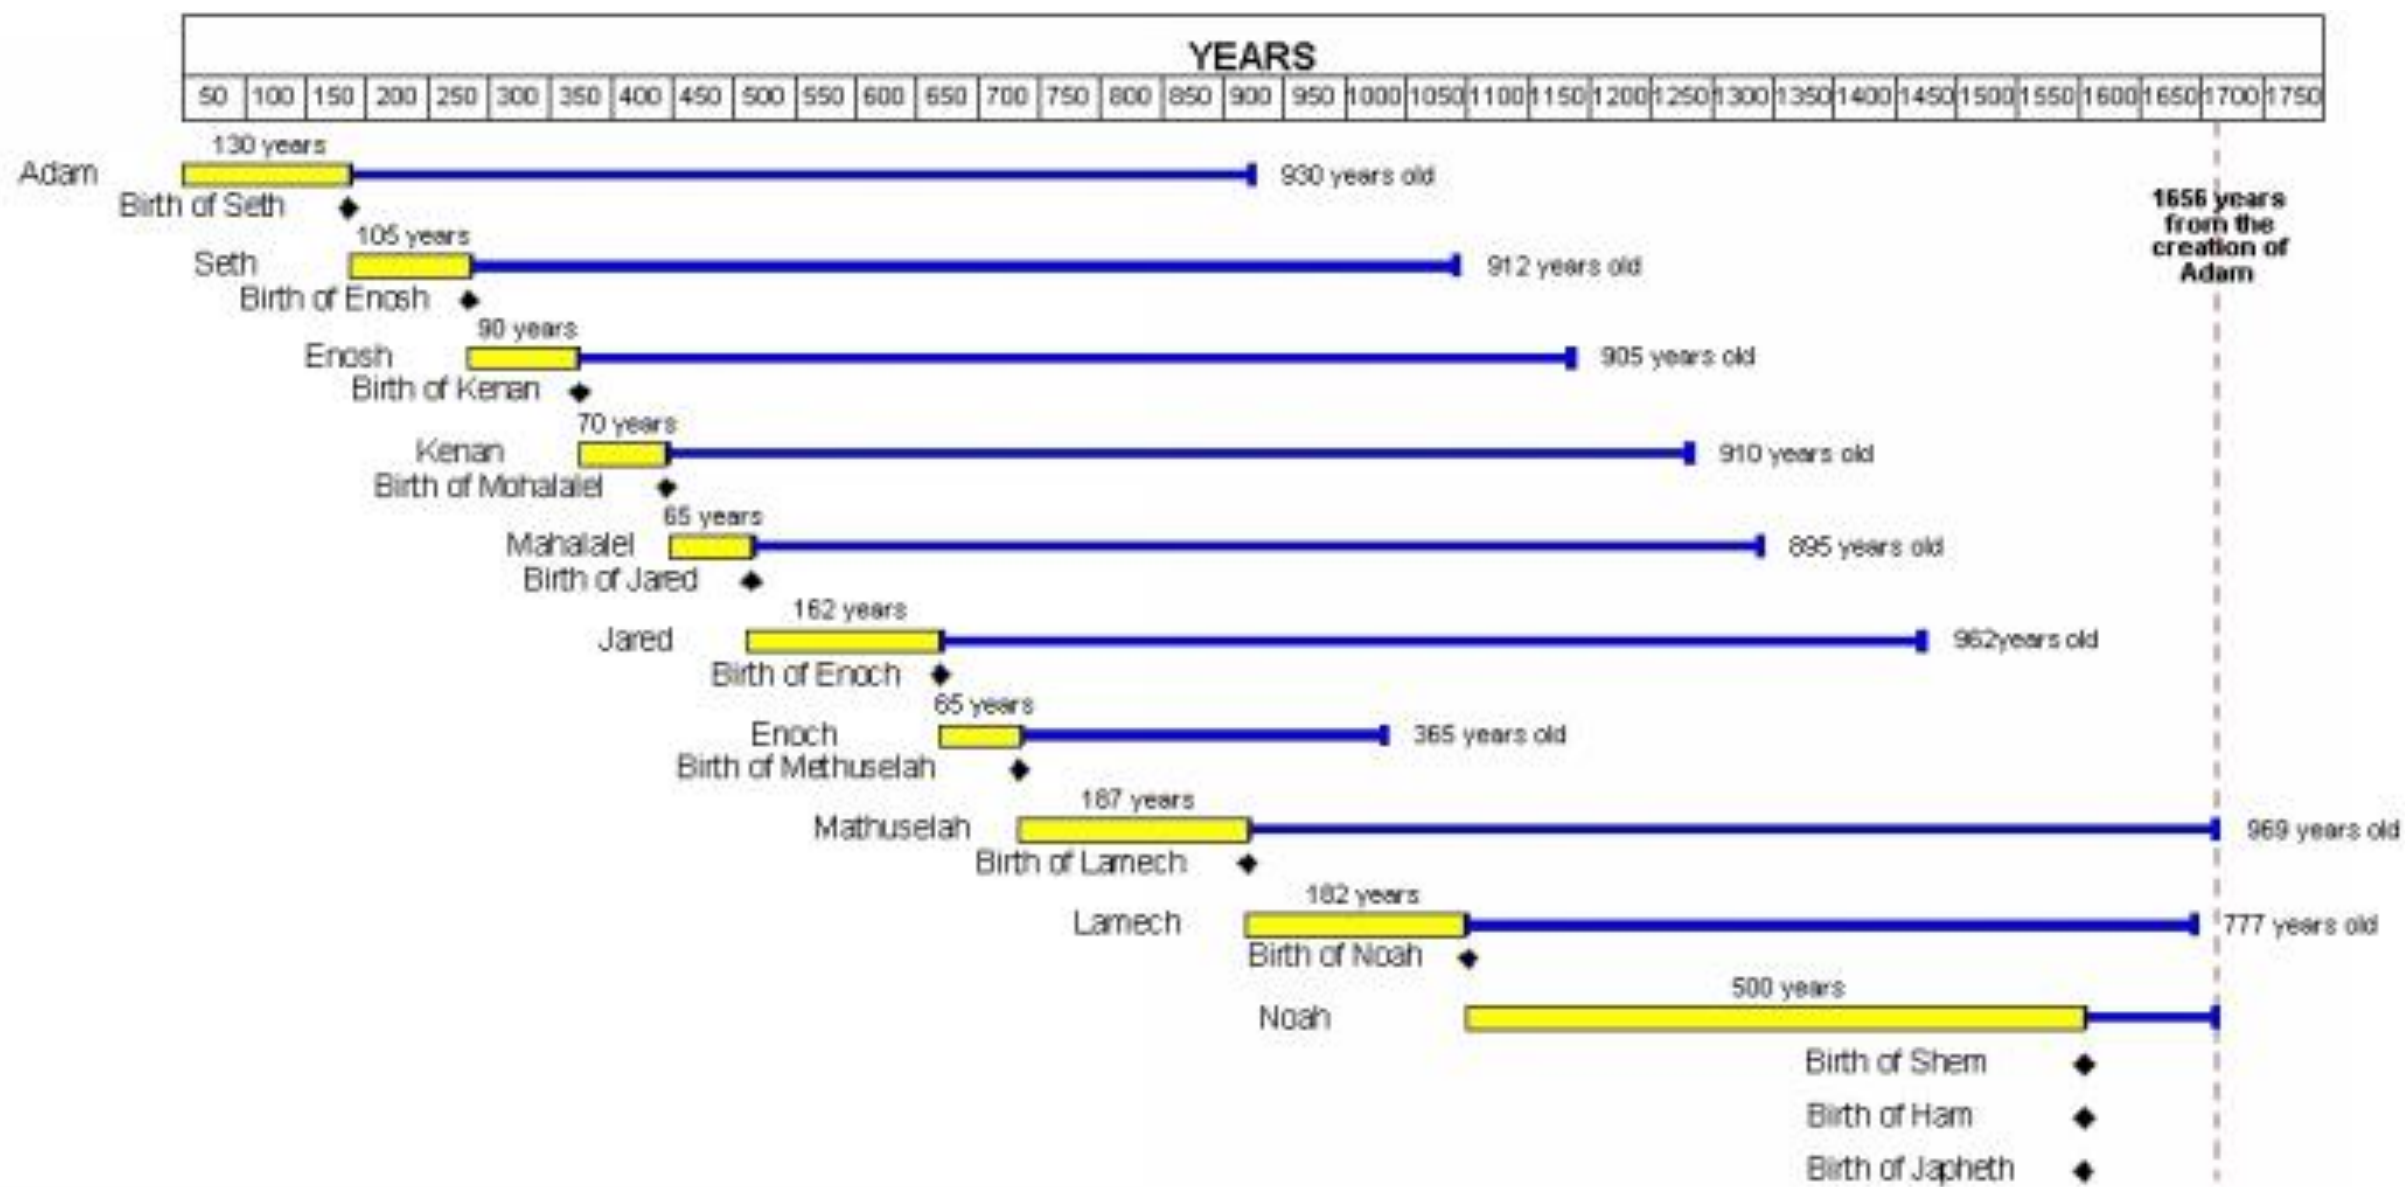 YEARS
50 100 150 200 250 300 350 400 450 500 550 600 650 700 750 800 850 900 950 1000 1050 1100 1150 1200 1250 1300 1350 1400 1450 1500 1550 1600 1650 1700 1750
130 years
Adam 930 years old
Birth of Seth
1656 years
from the
creation of
Adam
105 years
Seth 912 years old
Birth of Enosh
90 years
Enosh 905 years old
Birth of Kenan
70 years
Kenan 910 years old
Birth of Mohalalel
65 years
Mahalalel 895 years old
Birth of Jared
162 years
Jared 962years old
Birth of Enoch
65 years
Enoch 365 years old
Birth of Methuselah
187 years
Mathuselah 969 years old
Birth of Lamech
182 years
Lamech 777 years old
Birth of Noah
500 years
Noah
Birth of Shem
Birth of Ham
Birth of Japheth